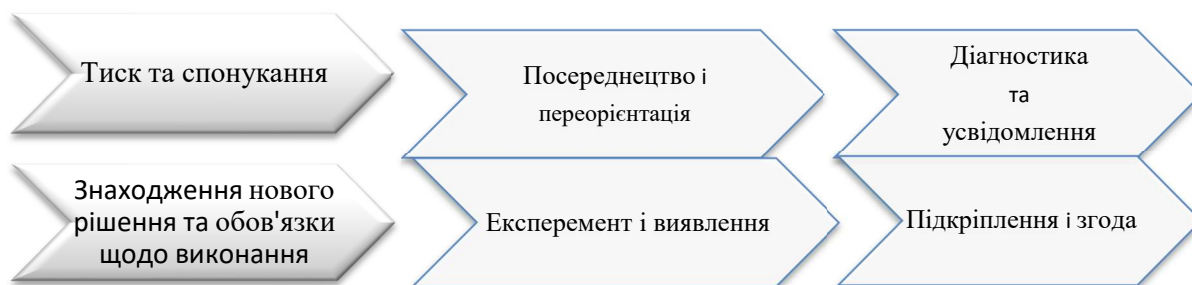 Тиск та спонукання
Посереднецтво і
переорієнтація
Діагностика
та
усвідомлення
Знаходження нового
рішення та обов'язки
щодо виконання
Експеремент і виявлення
Підкріплення і згода